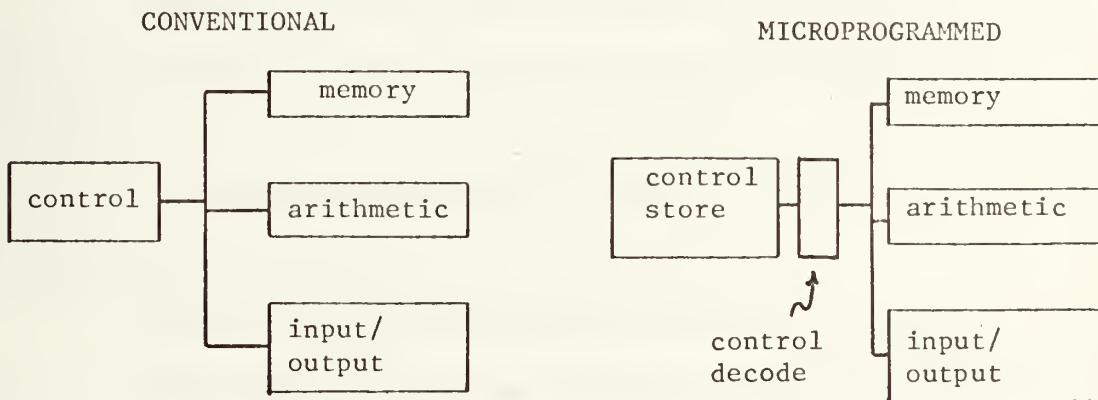 CONVENTIONAL
memory
control
arithmetic
input/
output
MICROPROGRAMMED
memory
control
store
arithmetic
control
decode
input/
output